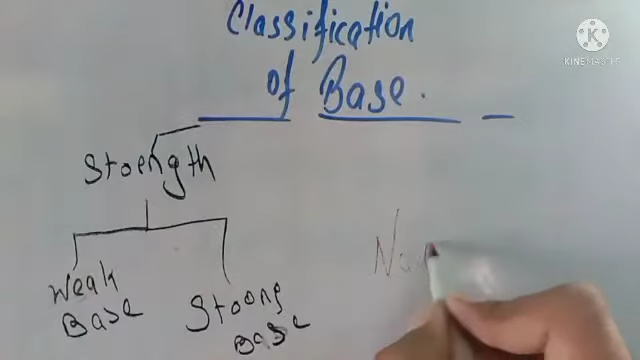 Classification
of Base.
Strength
Weak
Base
Strong
Base
KINEMASTER